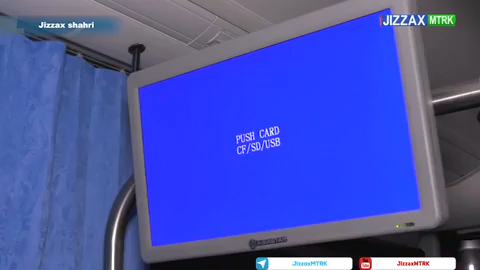 Jizzax shahri
JIZZAX MTRK
PUSH CARD
CF/SD/USB
JizzaxMTRK
JizzaxMTRK